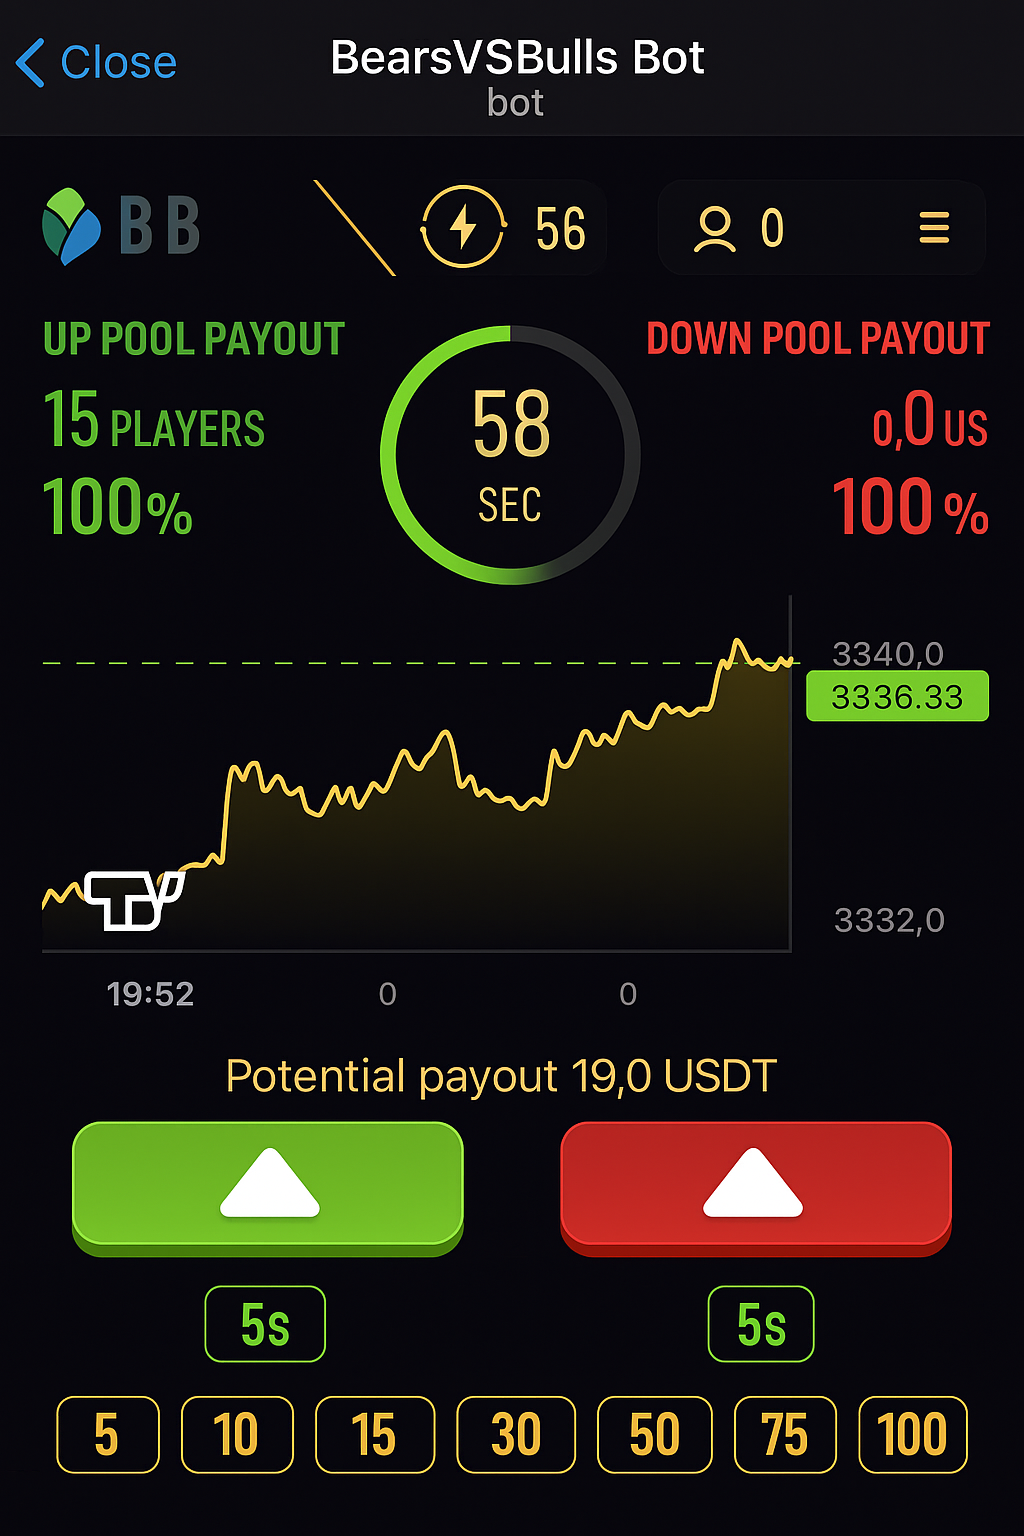 Close
BearsVSBulls Bot
bot
BB
56
0
UP POOL PAYOUT
15 PLAYERS
100%
58
SEC
DOWN POOL PAYOUT
0,0 US
100 %
3340,0
3336.33
3332,0
TV
19:52
0
0
Potential payout 19,0 USDT
5s
5s
5
10
15
30
50
75
100